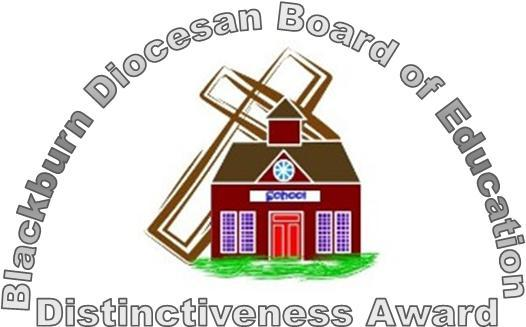 Blackburn Diocesan Board of Education
School
Distinctiveness Award